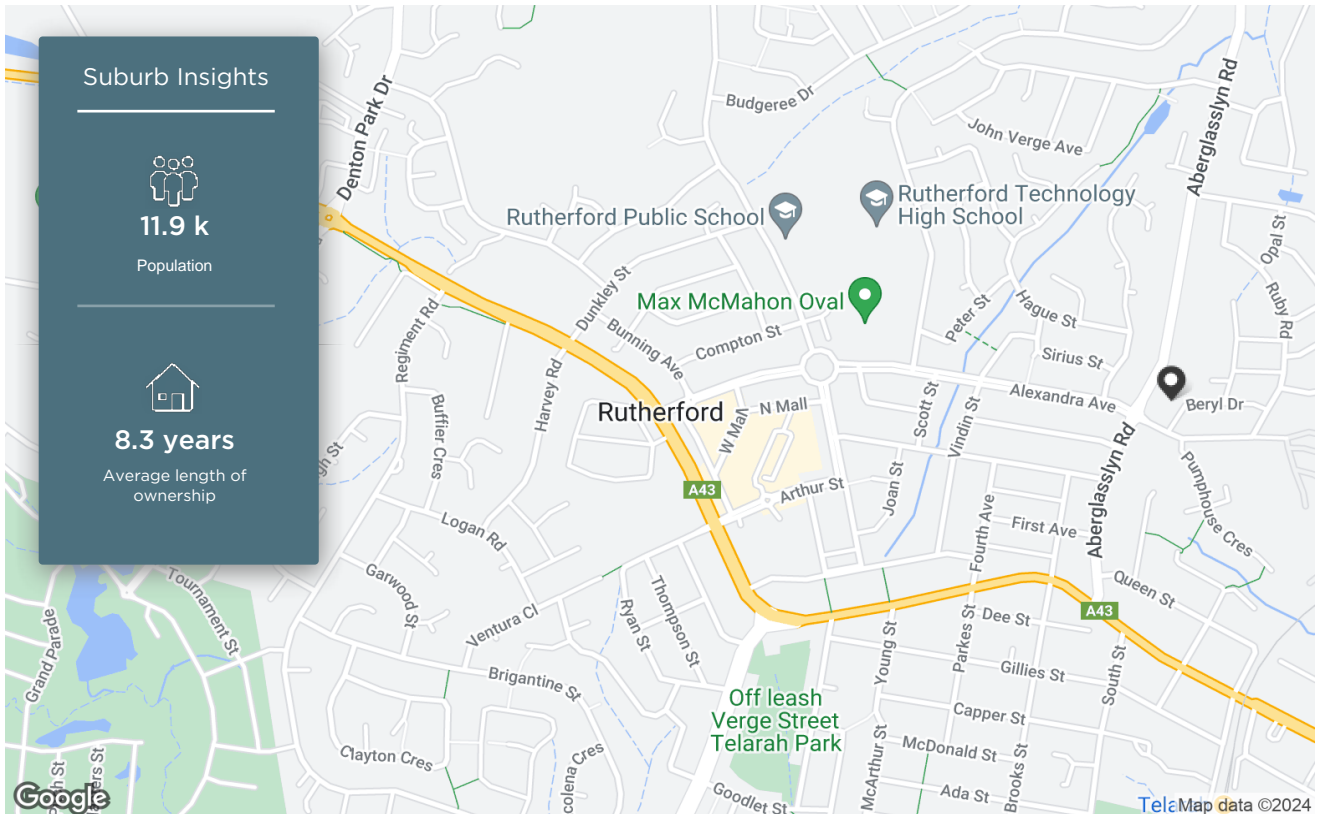 Suburb Insights
11.9 k
Population
8.3 years
Average length of
ownership
Denton Park Dr
Budgeree Dr
John Verge Ave
Aberglasslyn Rd
Rutherford Public School
Rutherford Technology
High School
Opal St
Ruby Rd
Max McMahon Oval
Dunkley St
Bunning Ave
Compton St
Regiment Rd
Harvey Rd
Peter St
Hague St
Sirius St
Alexandra Ave
Beryl Dr
Rutherford
N Mall
W Mall
Scott St
Vindin St
Buffier Cres
A43
Arthur St
Joan St
Aberglasslyn Rd
Pumphouse Cres
Logan Rd
Fourth Ave
First Ave
Garwood St
Tournament St
Ventura Cl
Ryan St
Thompson St
Queen St
A43
Dee St
Parkes St
Young St
Gillies St
South St
Grand Parade
Brigantine St
Off leash
Verge Street
Telarah Park
Capper St
McDonald St
McArthur St
Brooks St
Ada St
Clayton Cres
Goodlet St
Google
Map data ©2024